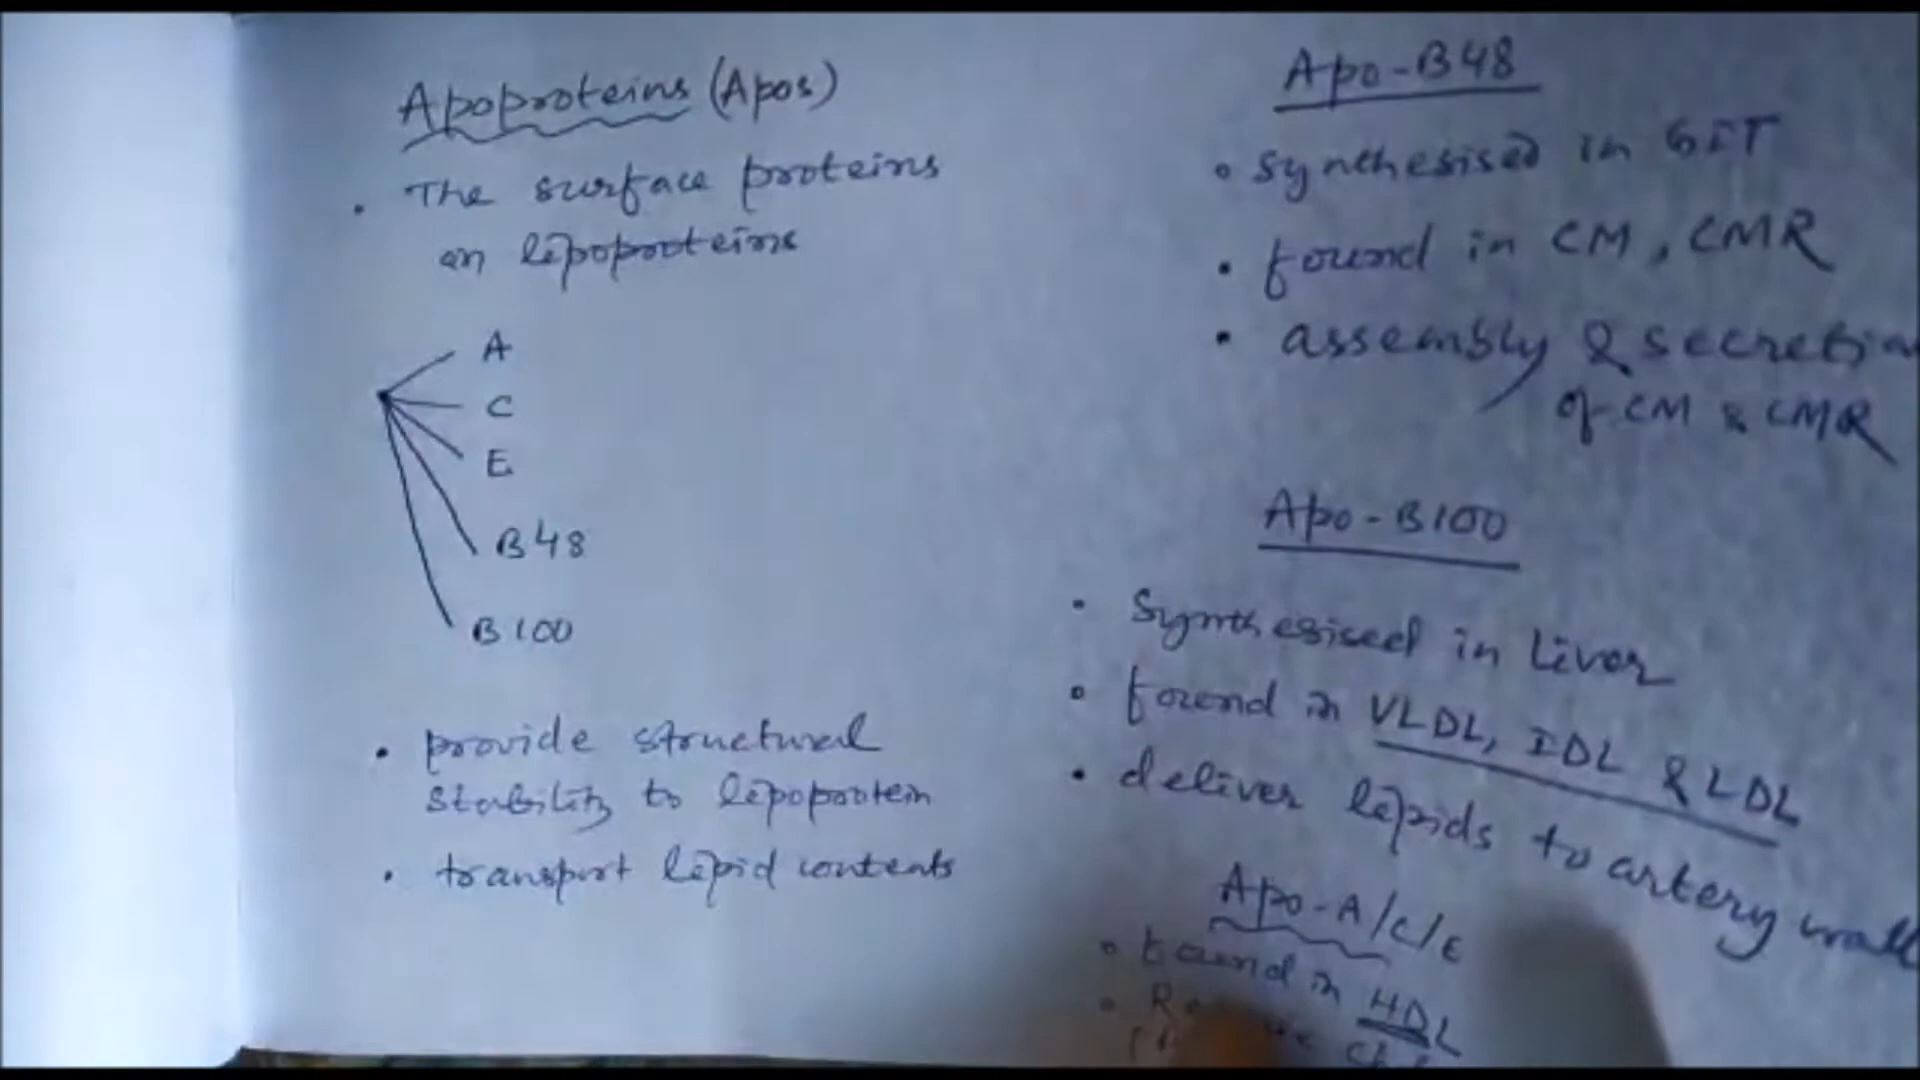 Apoproteins (Apos)
• The surface proteins
on lipoproteins
A
C
E
B48
B100
• provide structural
stability to lipoprotein
• transport lipid contents
Apo-B48
• synthesised in GIT
• found in CM, CMR
• assembly & secretion
of CM & CMR
Apo-B100
• Synthesised in Liver
• found in VLDL, IDL & LDL
• deliver lipids to artery wall
Apo-A/C/E
• found in HDL